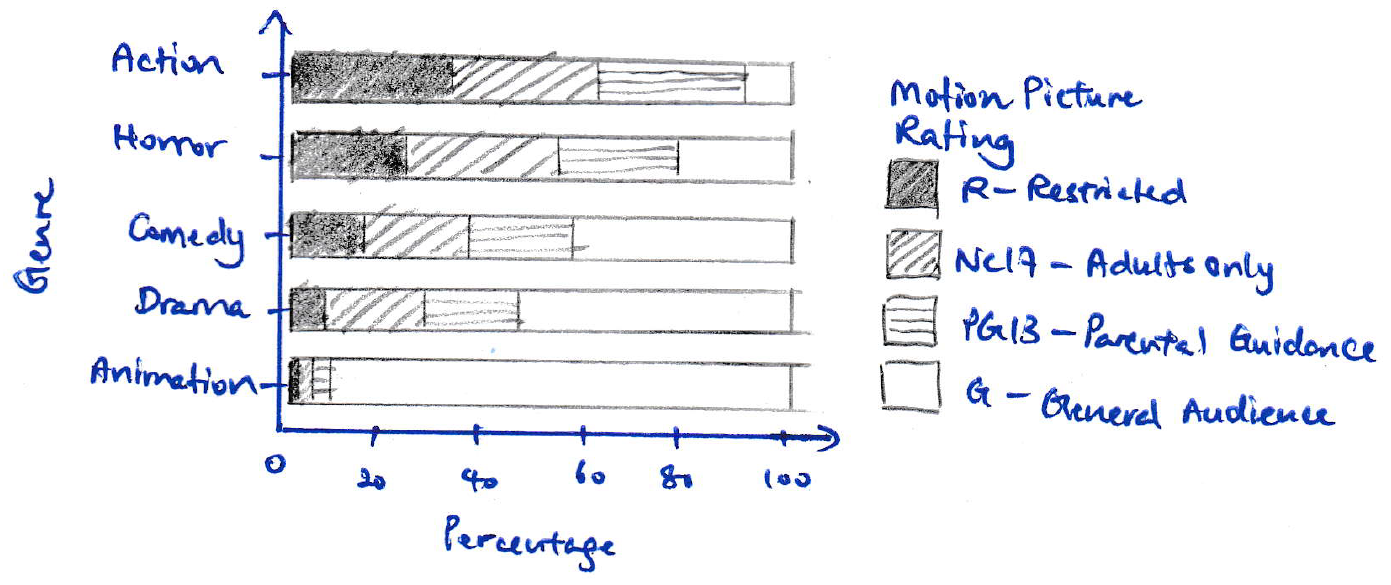 Action
Horror
Comedy
Drama
Animation
Genre
0 20 40 60 80 100
Percentage
Motion Picture
Rating
R - Restricted
NC17 - Adults only
PG13 - Parental Guidance
G - General Audience